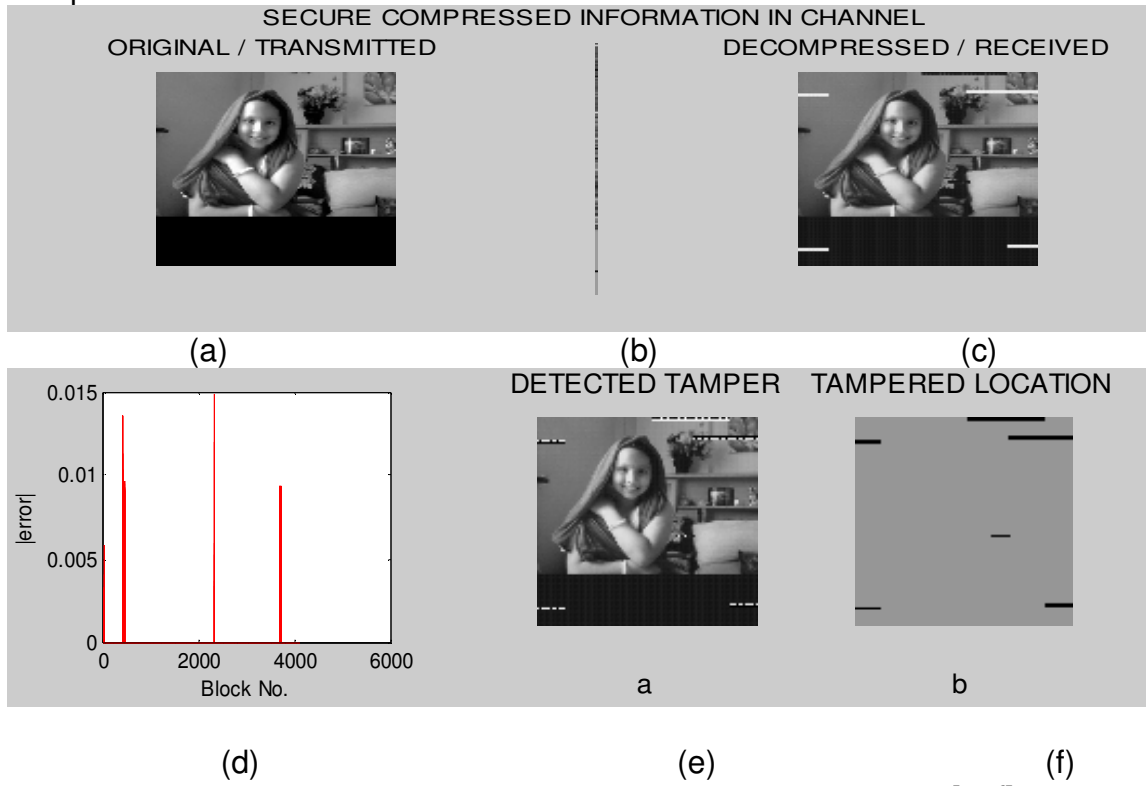 SECURE COMPRESSED INFORMATION IN CHANNEL
ORIGINAL / TRANSMITTED DECOMPRESSED / RECEIVED
(a) (b) (c)
DETECTED TAMPER TAMPERED LOCATION
0.015
0.01
0.005
0
|error|
0 2000 4000 6000
Block No.
a b
(d) (e) (f)